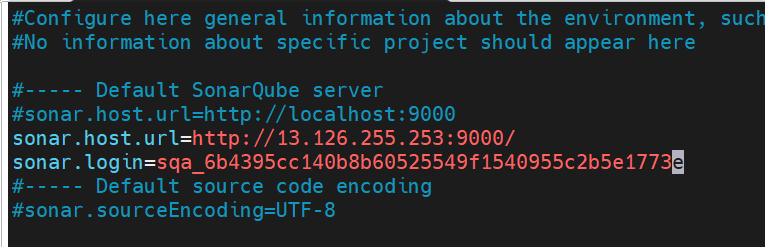 #Configure here general information about the environment, such
#No information about specific project should appear here
#----- Default SonarQube server
#sonar.host.url=http://localhost:9000
sonar.host.url=http://13.126.255.253:9000/
sonar.login=sqa_6b4395cc140b8b60525549f1540955c2b5e1773e
#----- Default source code encoding
#sonar.sourceEncoding=UTF-8